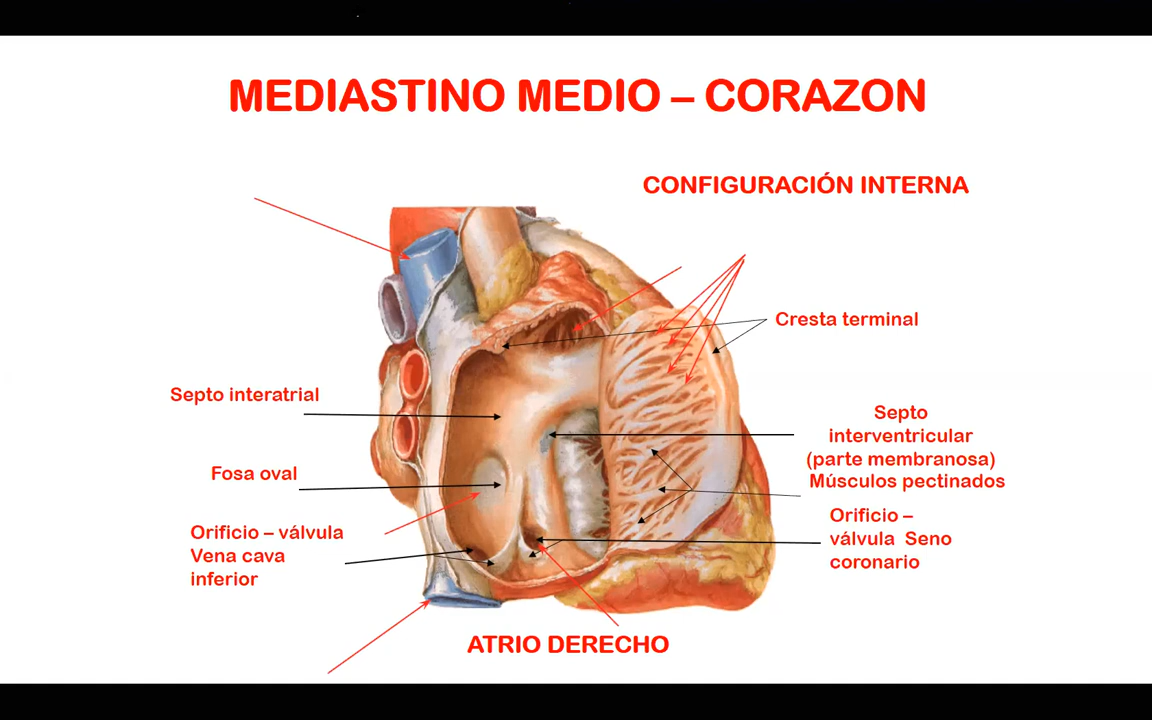 MEDIASTINO MEDIO – CORAZON
CONFIGURACIÓN INTERNA
Cresta terminal
Septo interatrial
Septo
interventricular
(parte membranosa)
Músculos pectinados
Fosa oval
Orificio – válvula
Vena cava
inferior
Orificio –
válvula Seno
coronario
ATRIO DERECHO